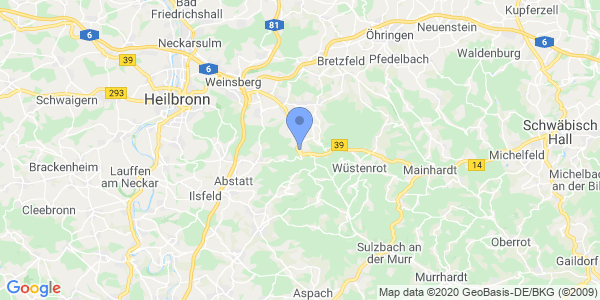 Bad
Friedrichshall
Kupferzell
81
Neuenstein
6
Öhringen
6
Neckarsulm
39
Bretzfeld
Pfedelbach
Waldenburg
6
Weinsberg
293
Schwaigern
Heilbronn
Schwäbisch
Hall
39
Brackenheim
Lauffen
am Neckar
Wüstenrot
Mainhardt
14
Michelfeld
Abstatt
Michelbach
an der Bil
Ilsfeld
Cleebronn
Sulzbach an
der Murr
Oberrot
Gaildorf
Murrhardt
Aspach
Google
Map data ©2020 GeoBasis-DE/BKG (©2009)